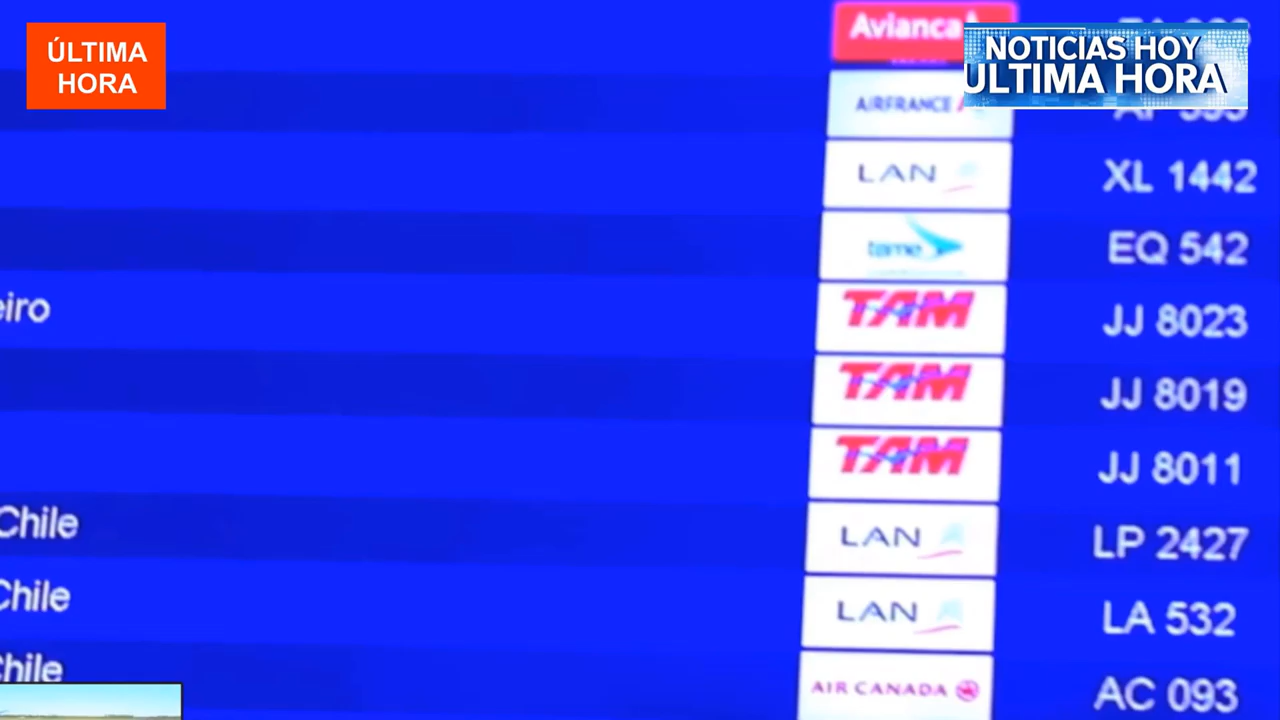 ÚLTIMA
HORA
NOTICIAS HOY
ULTIMA HORA
Avianca
AIRFRANCE
LAN XL 1442
tame EQ 542
eiro TAM JJ 8023
TAM JJ 8019
TAM JJ 8011
Chile LAN LP 2427
Chile LAN LA 532
Chile AIR CANADA AC 093